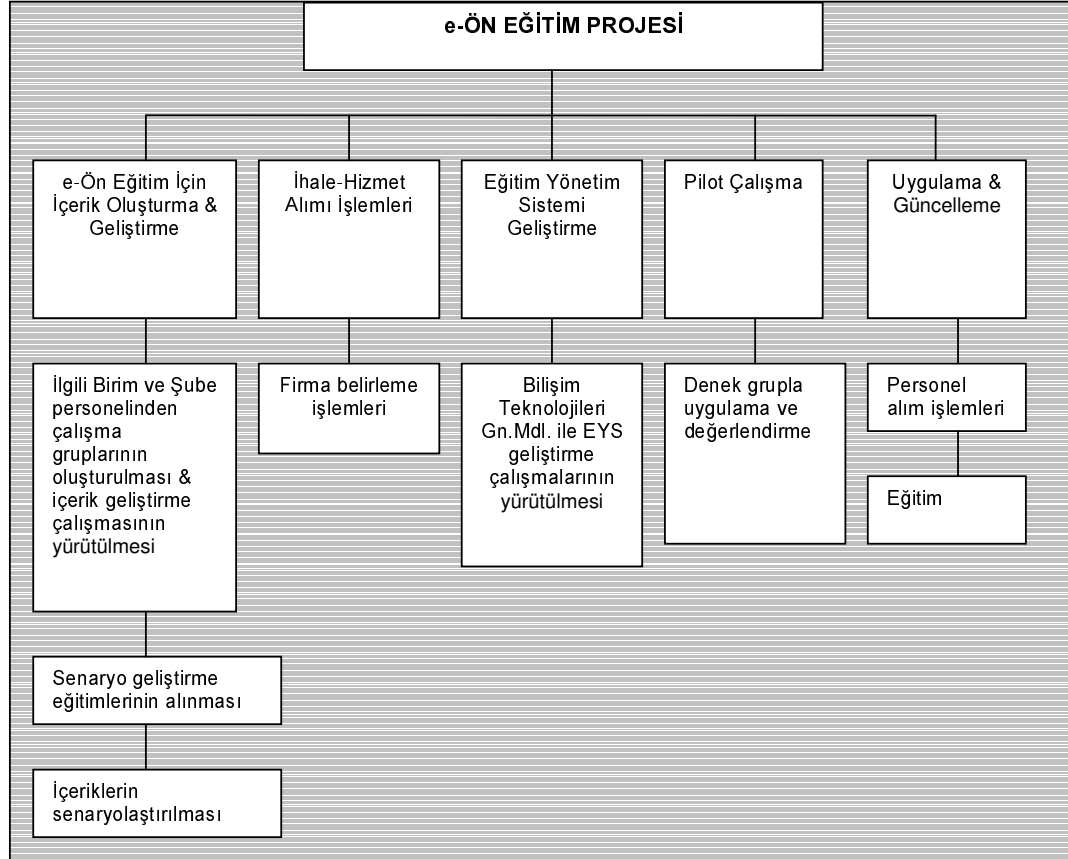 e-ÖN EĞİTİM PROJESİ
e-Ön Eğitim İçin
İçerik Oluşturma &
Geliştirme
İhale-Hizmet
Alımı İşlemleri
Eğitim Yönetim
Sistemi
Geliştirme
Pilot Çalışma
Uygulama &
Güncelleme
İlgili Birim ve Şube
personelinden
çalışma
gruplarının
oluşturulması &
içerik geliştirme
çalışmasının
yürütülmesi
Firma belirleme
işlemleri
Bilişim
Teknolojileri
Gn.Mdl. ile EYS
geliştirme
çalışmalarının
yürütülmesi
Denek grupla
uygulama ve
değerlendirme
Personel
alım işlemleri
Eğitim
Senaryo geliştirme
eğitimlerinin alınması
İçeriklerin
senaryolaştırılması